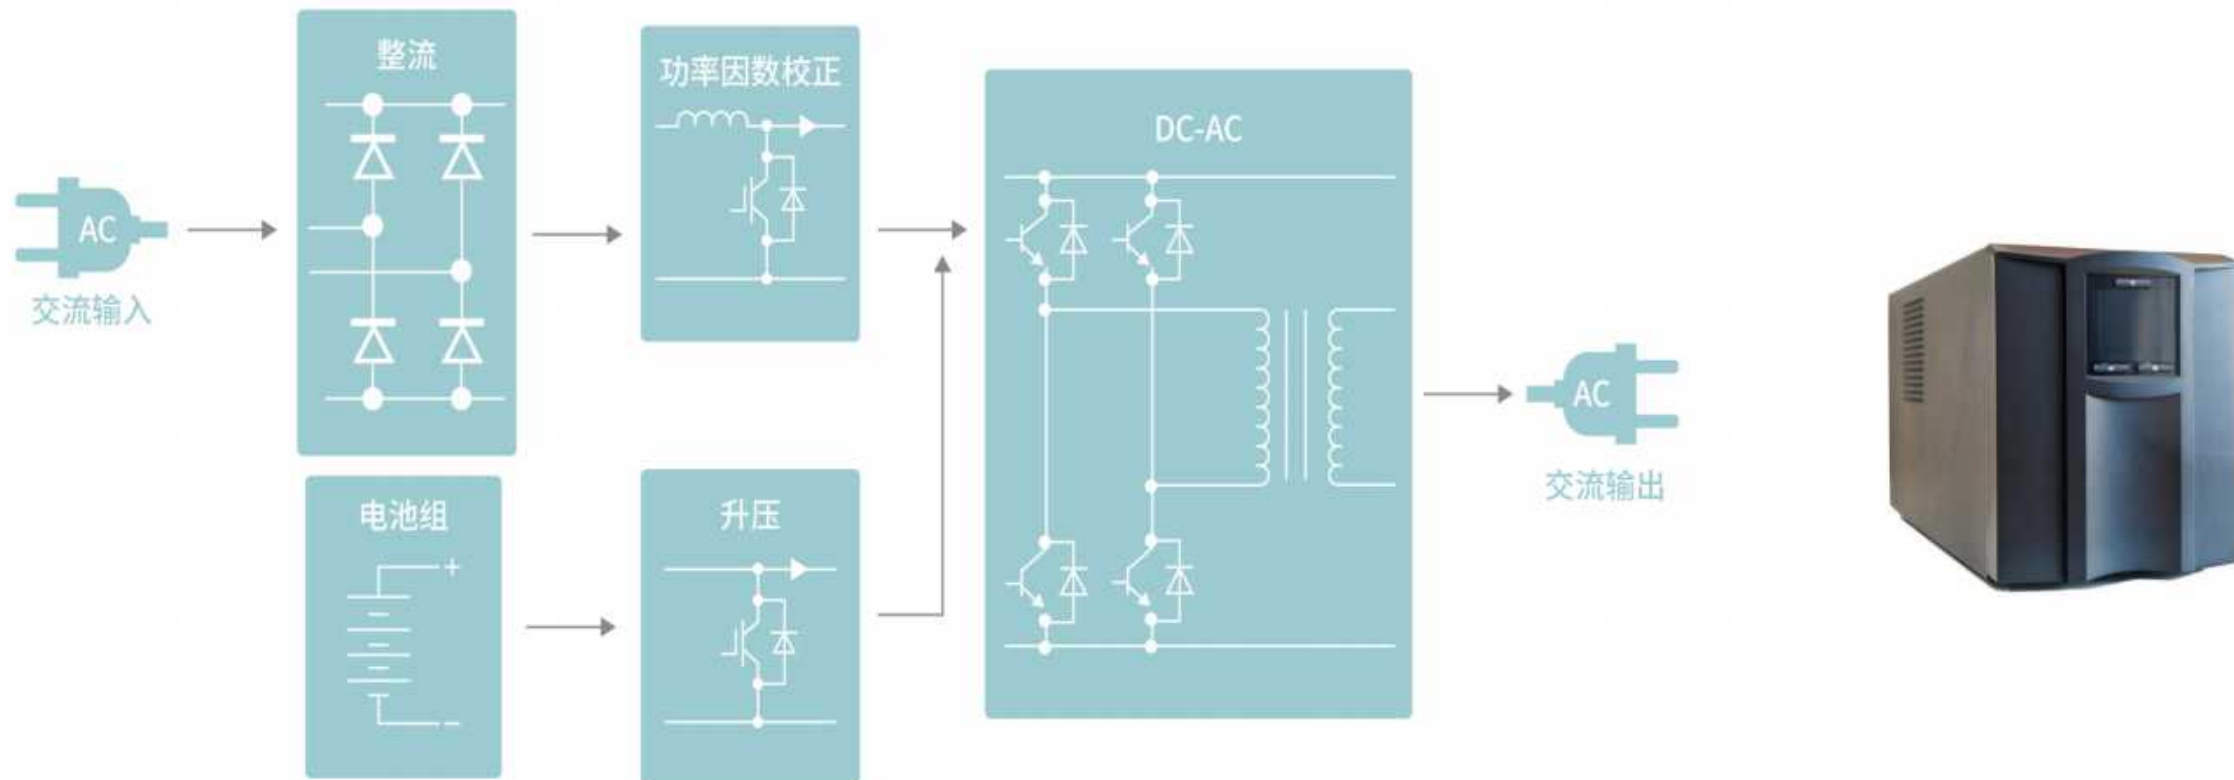 整流
功率因数校正
DC-AC
AC
交流输入
AC
交流输出
电池组
+
-
升压